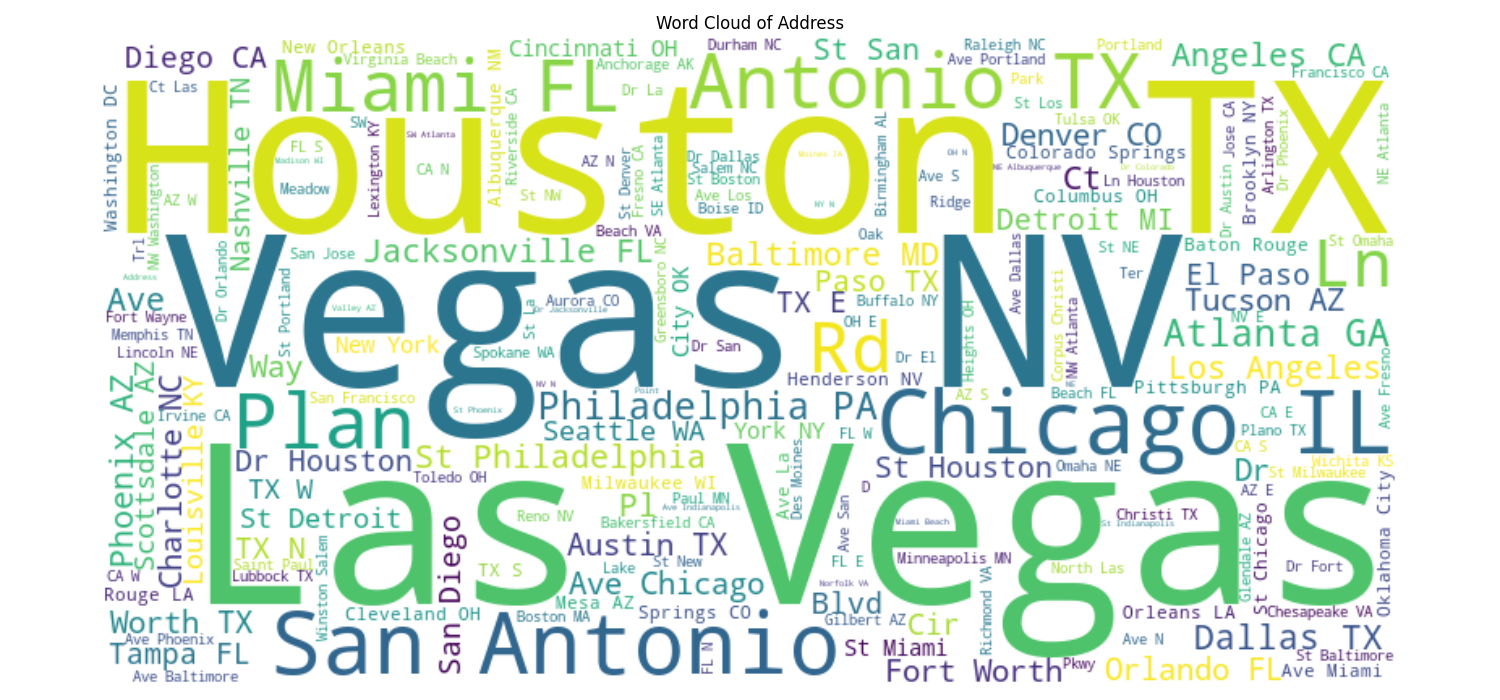 Word Cloud of Address
Diego CA
New Orleans
Virginia Beach
Cincinnati OH
Anchorage AK
Durham NC
St San
Raleigh NC
Ave Portland
Portland
Angeles CA
Francisco CA
Washington DC
Ct Las
Nashville TN
Miami FL
Albuquerque NM
Riverside CA
Dr La
Antonio TX
Park
St Los
Tulsa OK
Houston TX
SW
SW Atlanta
FL S
Madison WI
Meadow
Lexington KY
CA N
AZ W
NW Washington
Trl
St NW
AZ N
St Denver
Fresno CA
SE Atlanta
Dr Dallas
Salem NC
St Boston
Ave Los
Boise ID
Moines IA
NY N
Birmingham AL
OH N
Ave S
Ridge
Denver CO
Colorado Springs
NE Albuquerque
Dr Colorado
Ct
Ln Houston
Columbus OH
Detroit MI
Dr Austin
Jose CA
Brooklyn NY
Arlington TX
Dr Phoenix
NE Atlanta
Beach VA
Oak
San Jose
Jacksonville FL
Greensboro NC
Baltimore MD
Paso TX
Ave Dallas
St NE
Ter
Baton Rouge
St Omaha
El Paso
Ln
Tucson AZ
Address
Ave
Fort Wayne
Memphis TN
Lincoln NE
Vegas NV
Dr Orlando
St Portland
Valley AZ
St La
Aurora CO
Dr Jacksonville
City OK
TX E
Buffalo NY
OH E
Heights OH
Corpus Christi
NW Atlanta
NV E
Atlanta GA
Way
New York
Spokane WA
Dr San
Rd
Dr El
Henderson NV
Los Angeles
Ave Fresno
Phoenix AZ
Scottsdale AZ
Charlotte NC
Louisville KY
Irvine CA
San Francisco
St Phoenix
NV N
Point
AZ S
NE
Beach FL
Pittsburgh PA
Plan
Philadelphia PA
Seattle WA
York NY
FL W
Chicago IL
CA E
Plano TX
CA S
Dr Houston
St Philadelphia
Toledo OH
Milwaukee WI
Ave La
Des Moines
St Houston
Omaha NE
Dr
St Milwaukee
Wichita KS
Las Vegas
TX W
St Detroit
Reno NV
Pl
Paul MN
Ave Indianapolis
Bakersfield CA
Ave San
D
Miami Beach
Christi TX
St Indianapolis
AZ E
Glendale AZ
St Chicago
Oklahoma City
TX N
Saint Paul
Lubbock TX
Winston Salem
San Diego
TX S
Austin TX
Lake
St New
FL E
Minneapolis MN
North Las
Dr Fort
CA W
Rouge LA
Ave Chicago
Norfolk VA
Richmond VA
Worth TX
Cleveland OH
Mesa AZ
Boston MA
Springs CO
Blvd
Gilbert AZ
Cir
Orleans LA
Chesapeake VA
Ave Phoenix
Tampa FL
Ave Baltimore
San Antonio
FL N
St Miami
Fort Worth
Pkwy
Ave N
Dallas TX
St Baltimore
Orlando FL
Ave Miami